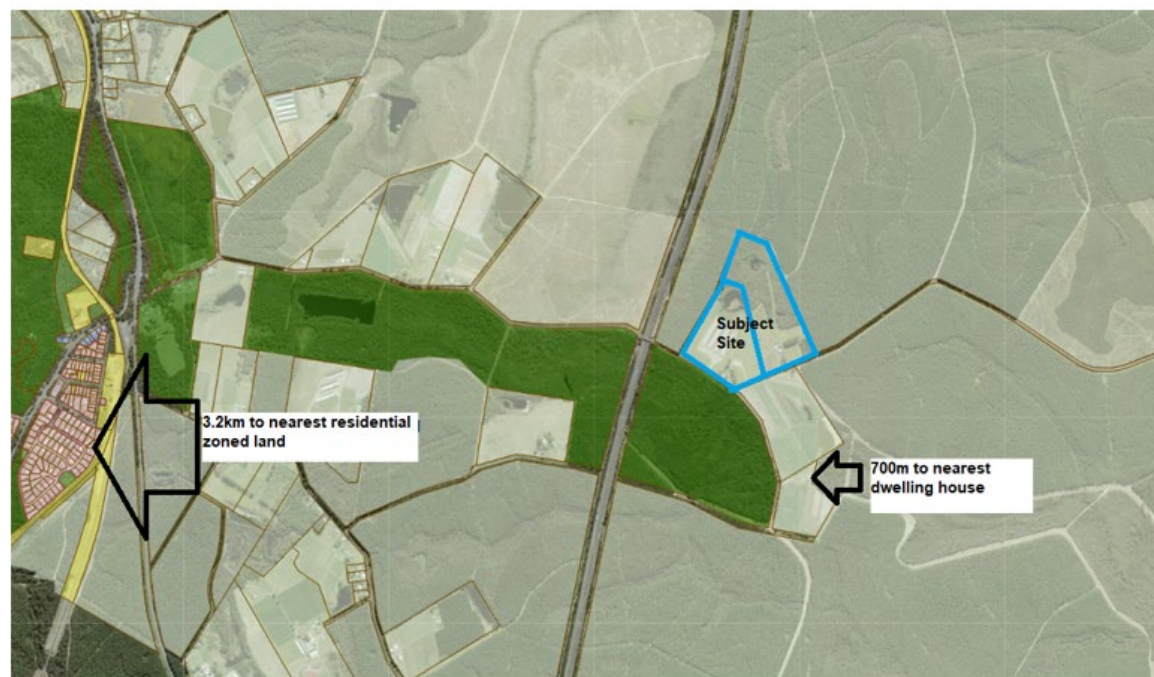 Subject
Site
3.2km to nearest residential
zoned land
700m to nearest
dwelling house